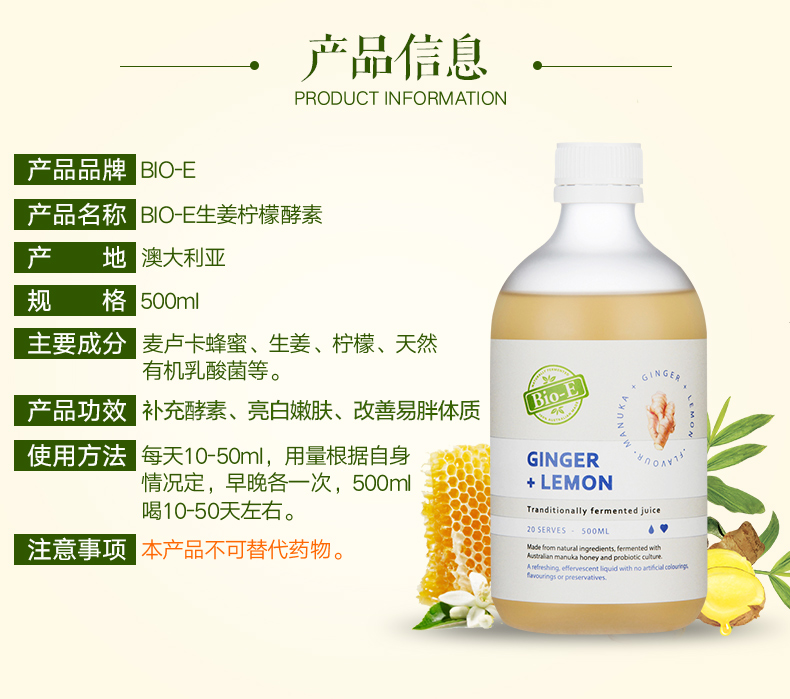 产品信息
PRODUCT INFORMATION
产品品牌 BIO-E
产品名称 BIO-E生姜柠檬酵素
产 地 澳大利亚
规 格 500ml
主要成分 麦卢卡蜂蜜、生姜、柠檬、天然
有机乳酸菌等。
产品功效 补充酵素、亮白嫩肤、改善易胖体质
使用方法 每天10-50ml，用量根据自身
情况定，早晚各一次，500ml
喝10-50天左右。
注意事项 本产品不可替代药物。
Bio-E
MANUKA + GINGER + LEMON FLAVOUR
GINGER
+ LEMON
Tranditionally fermented juice
20 SERVES - 500ML
Made from natural ingredients, fermented with
Australian manuka honey and probiotic culture.
A refreshing, effervescent liquid with no artificial colourings,
flavourings or preservatives.